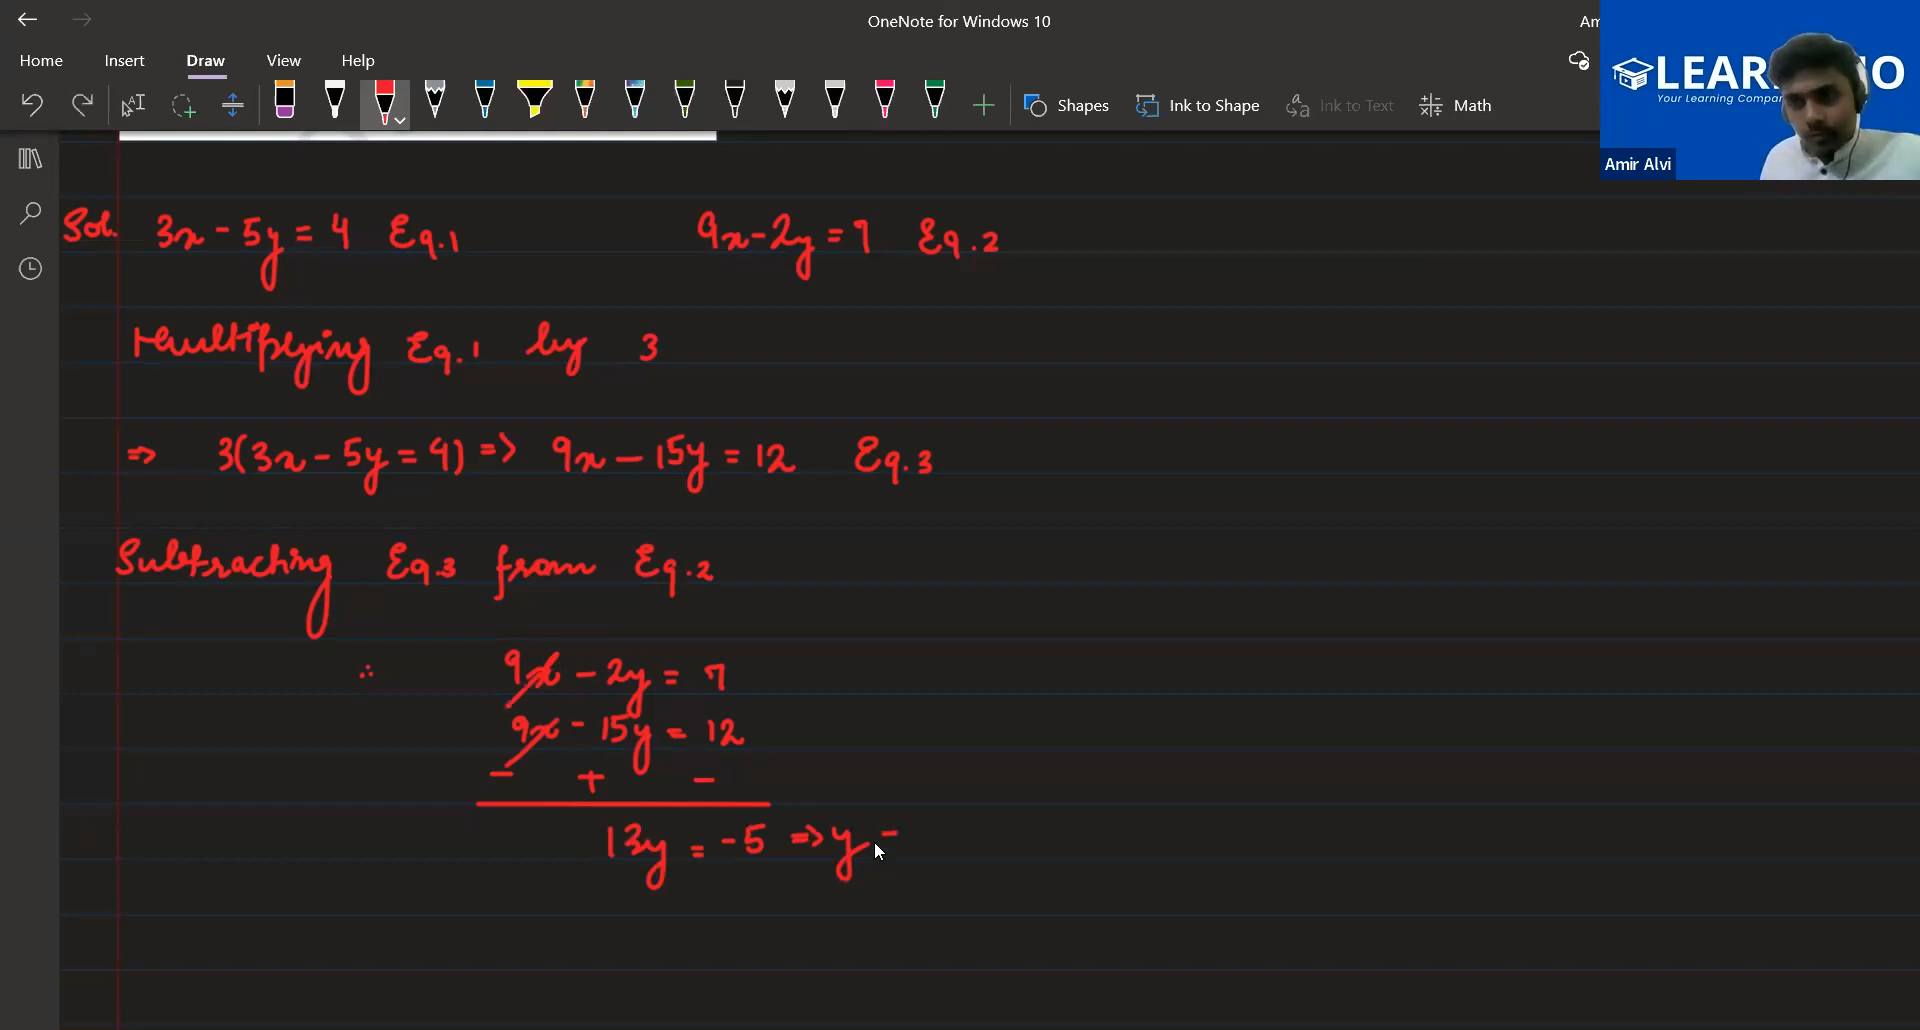 OneNote for Windows 10
Am
Home Insert Draw View Help
LEAR IO
Your Learning Compa
Shapes Ink to Shape Ink to Text Math
Amir Alvi
Sol. 3x - 5y = 4 Eq.1 9x - 2y = 7 Eq.2
Multiplying Eq.1 by 3
=> 3(3x - 5y = 4) => 9x - 15y = 12 Eq.3
Subtracting Eq.3 from Eq.2
∴ 9x - 2y = 7
9x - 15y = 12
- + -
13y = -5 => y -